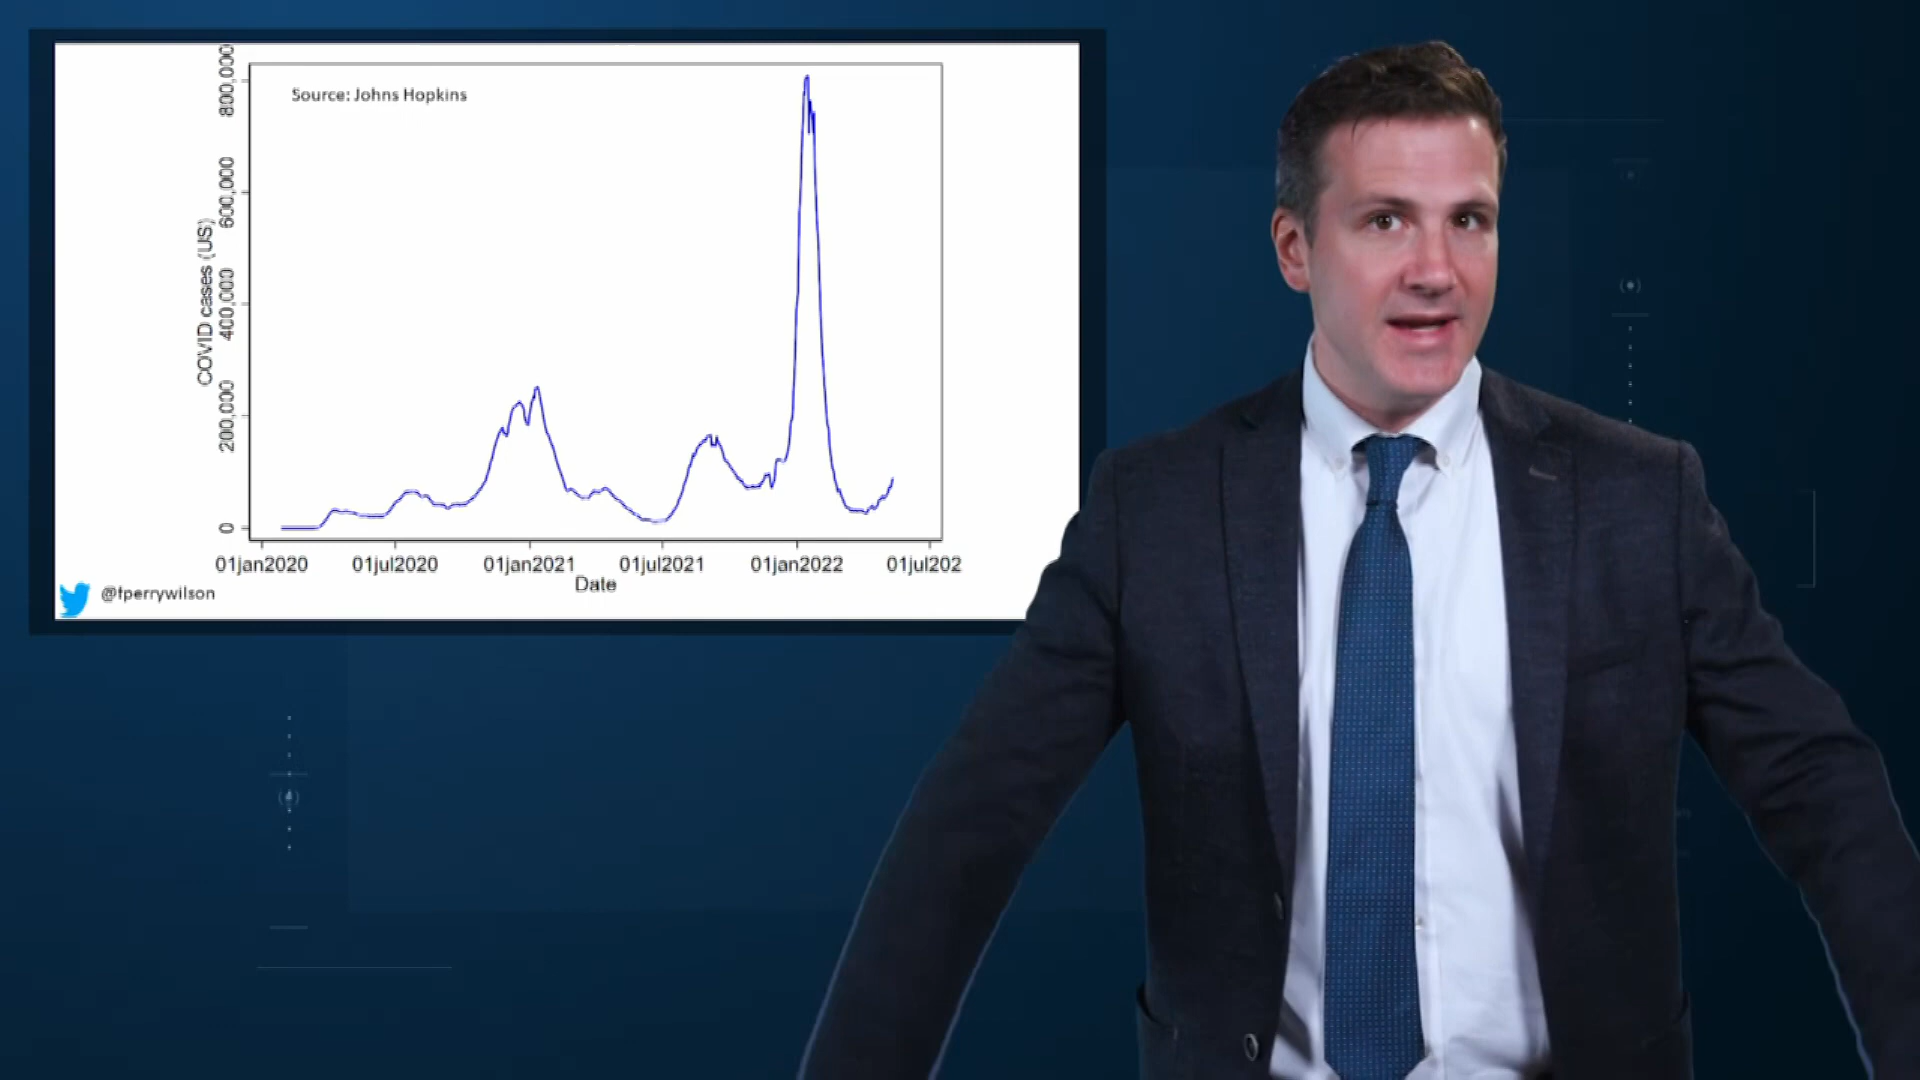 Source: Johns Hopkins
COVID cases (US)
800,000
600,000
400,000
200,000
0
01jan2020 01jul2020 01jan2021 01jul2021 01jan2022 01jul202
Date
@fperrywilson